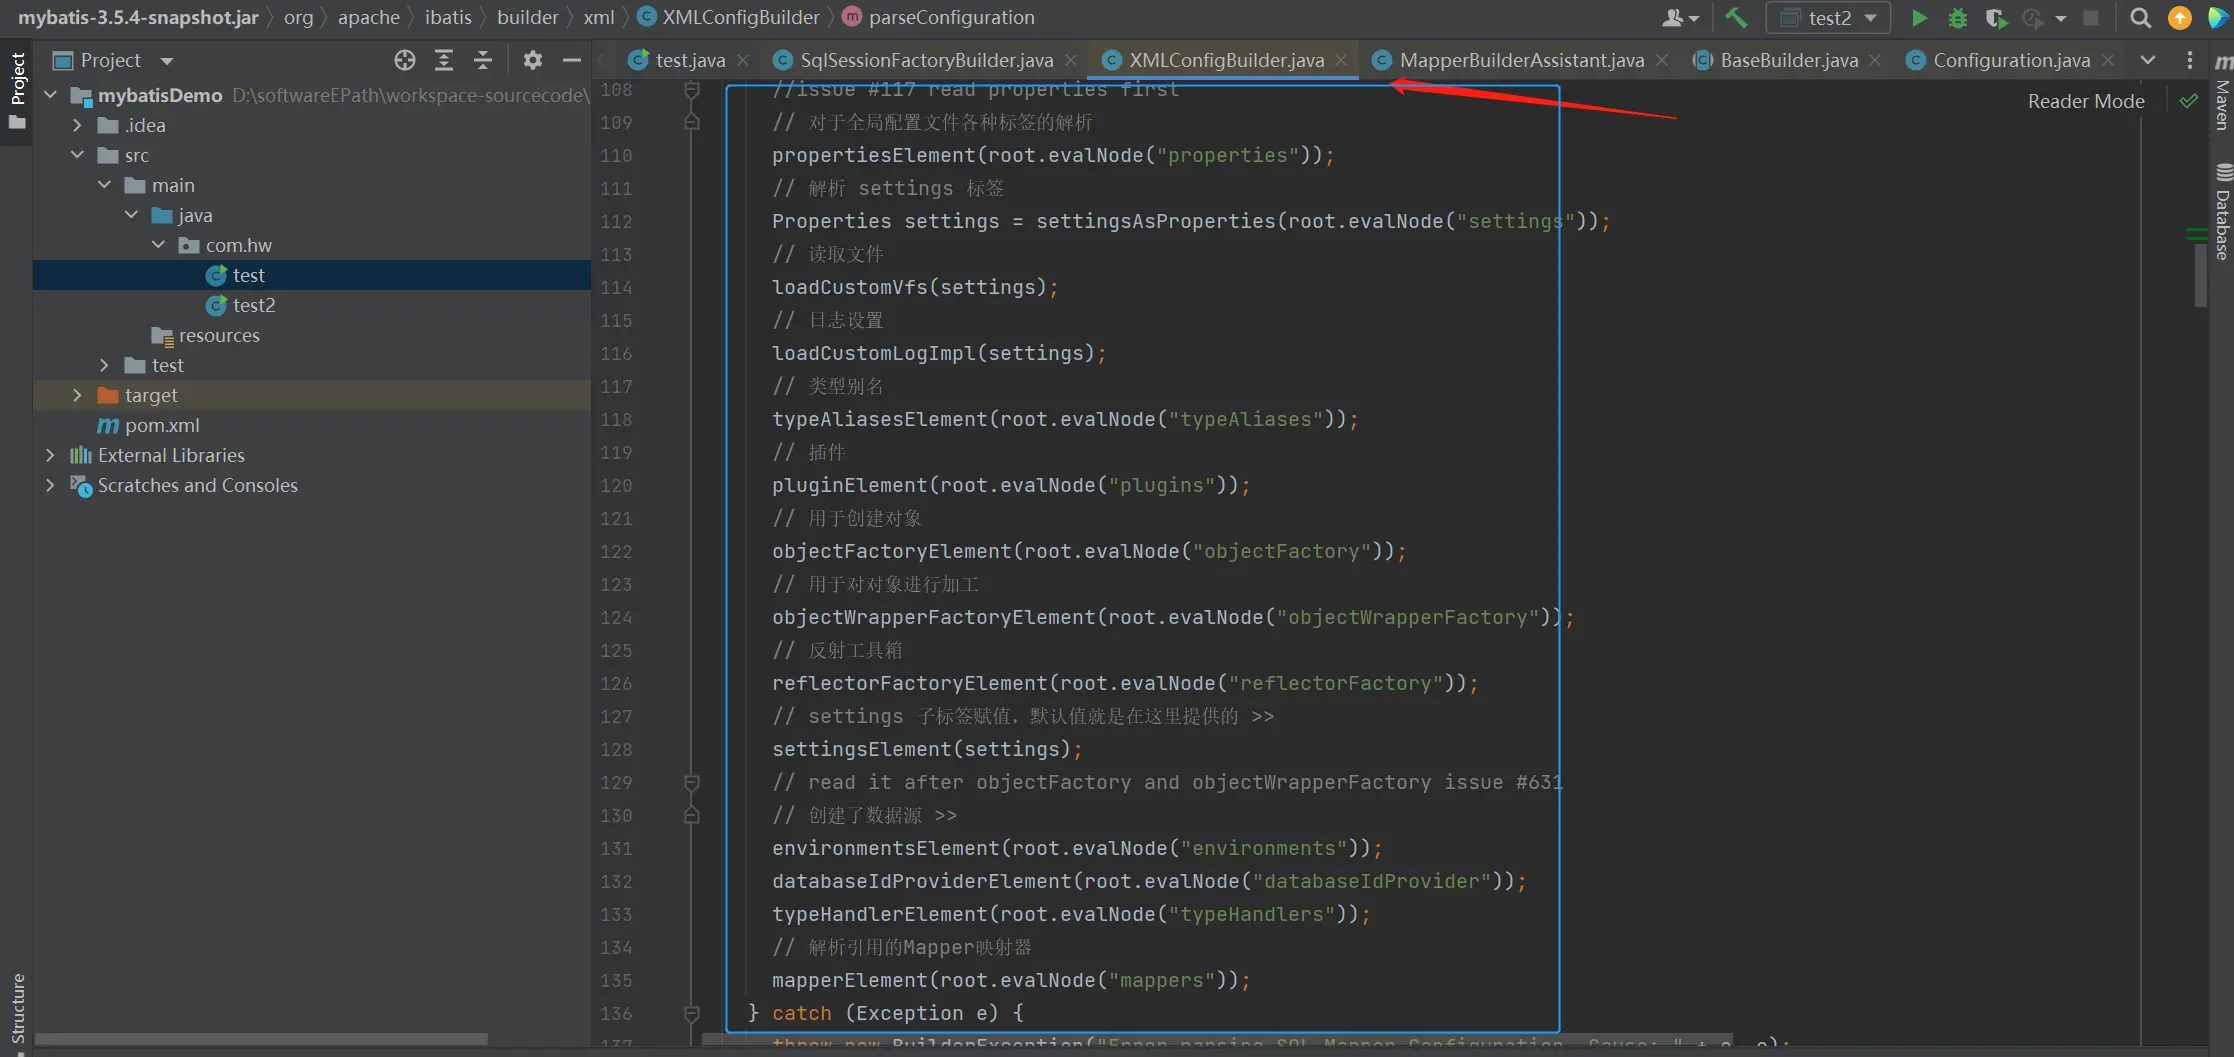 mybatis-3.5.4-snapshot.jar org apache ibatis builder xml XMLConfigBuilder parseConfiguration
test2
Project
Project
mybatisDemo D:\softwareEPath\workspace-sourcecode\
.idea
src
main
java
com.hw
test
test2
resources
test
target
pom.xml
External Libraries
Scratches and Consoles
Structure
test.java SqlSessionFactoryBuilder.java XMLConfigBuilder.java MapperBuilderAssistant.java BaseBuilder.java Configuration.java
Reader Mode
Maven
Database
108 //issue #117 read properties first
109 // 对于全局配置文件各种标签的解析
110 propertiesElement(root.evalNode("properties"));
111 // 解析 settings 标签
112 Properties settings = settingsAsProperties(root.evalNode("settings"));
113 // 读取文件
114 loadCustomVfs(settings);
115 // 日志设置
116 loadCustomLogImpl(settings);
117 // 类型别名
118 typeAliasesElement(root.evalNode("typeAliases"));
119 // 插件
120 pluginElement(root.evalNode("plugins"));
121 // 用于创建对象
122 objectFactoryElement(root.evalNode("objectFactory"));
123 // 用于对对象进行加工
124 objectWrapperFactoryElement(root.evalNode("objectWrapperFactory"));
125 // 反射工具箱
126 reflectorFactoryElement(root.evalNode("reflectorFactory"));
127 // settings 子标签赋值，默认值就是在这里提供的 >>
128 settingsElement(settings);
129 // read it after objectFactory and objectWrapperFactory issue #631
130 // 创建了数据源 >>
131 environmentsElement(root.evalNode("environments"));
132 databaseIdProviderElement(root.evalNode("databaseIdProvider"));
133 typeHandlerElement(root.evalNode("typeHandlers"));
134 // 解析引用的Mapper映射器
135 mapperElement(root.evalNode("mappers"));
136 } catch (Exception e) {
137 throw new BuilderException("Error parsing SQL Mapper Configuration. Cause: " + e, e);